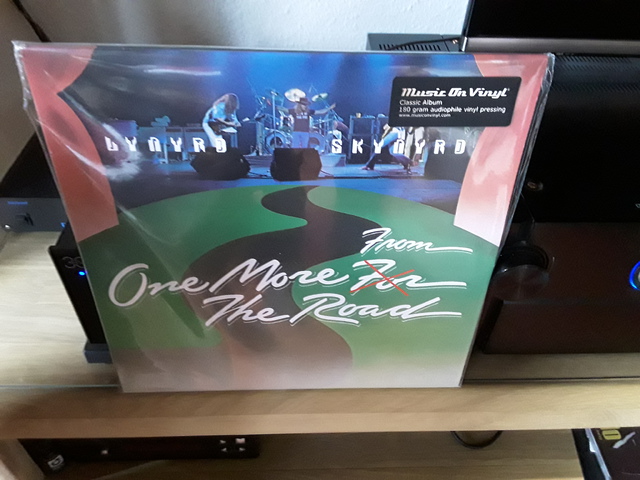 Music On Vinyl
Classic Album
180 gram audiophile vinyl pressing
www.musiconvinyl.com
LYNYRD SKYNYRD
From
One More For
The Road